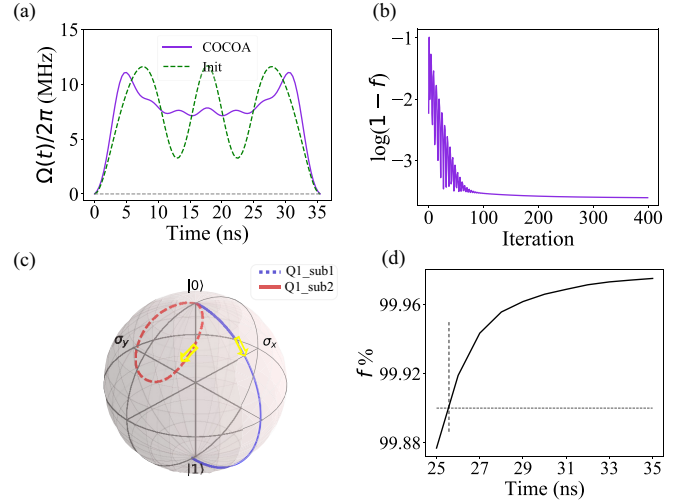 (a)
15
10
5
0
Ω(t)/2π (MHz)
COCOA
Init
0 5 10 15 20 25 30 35
Time (ns)
(b)
−1
−2
−3
log(1 − f)
0 100 200 300 400
Iteration
(c)
Q1_sub1
Q1_sub2
|0⟩
σy
σx
|1⟩
(d)
99.96
99.92
99.88
f %
25 27 29 31 33 35
Time (ns)